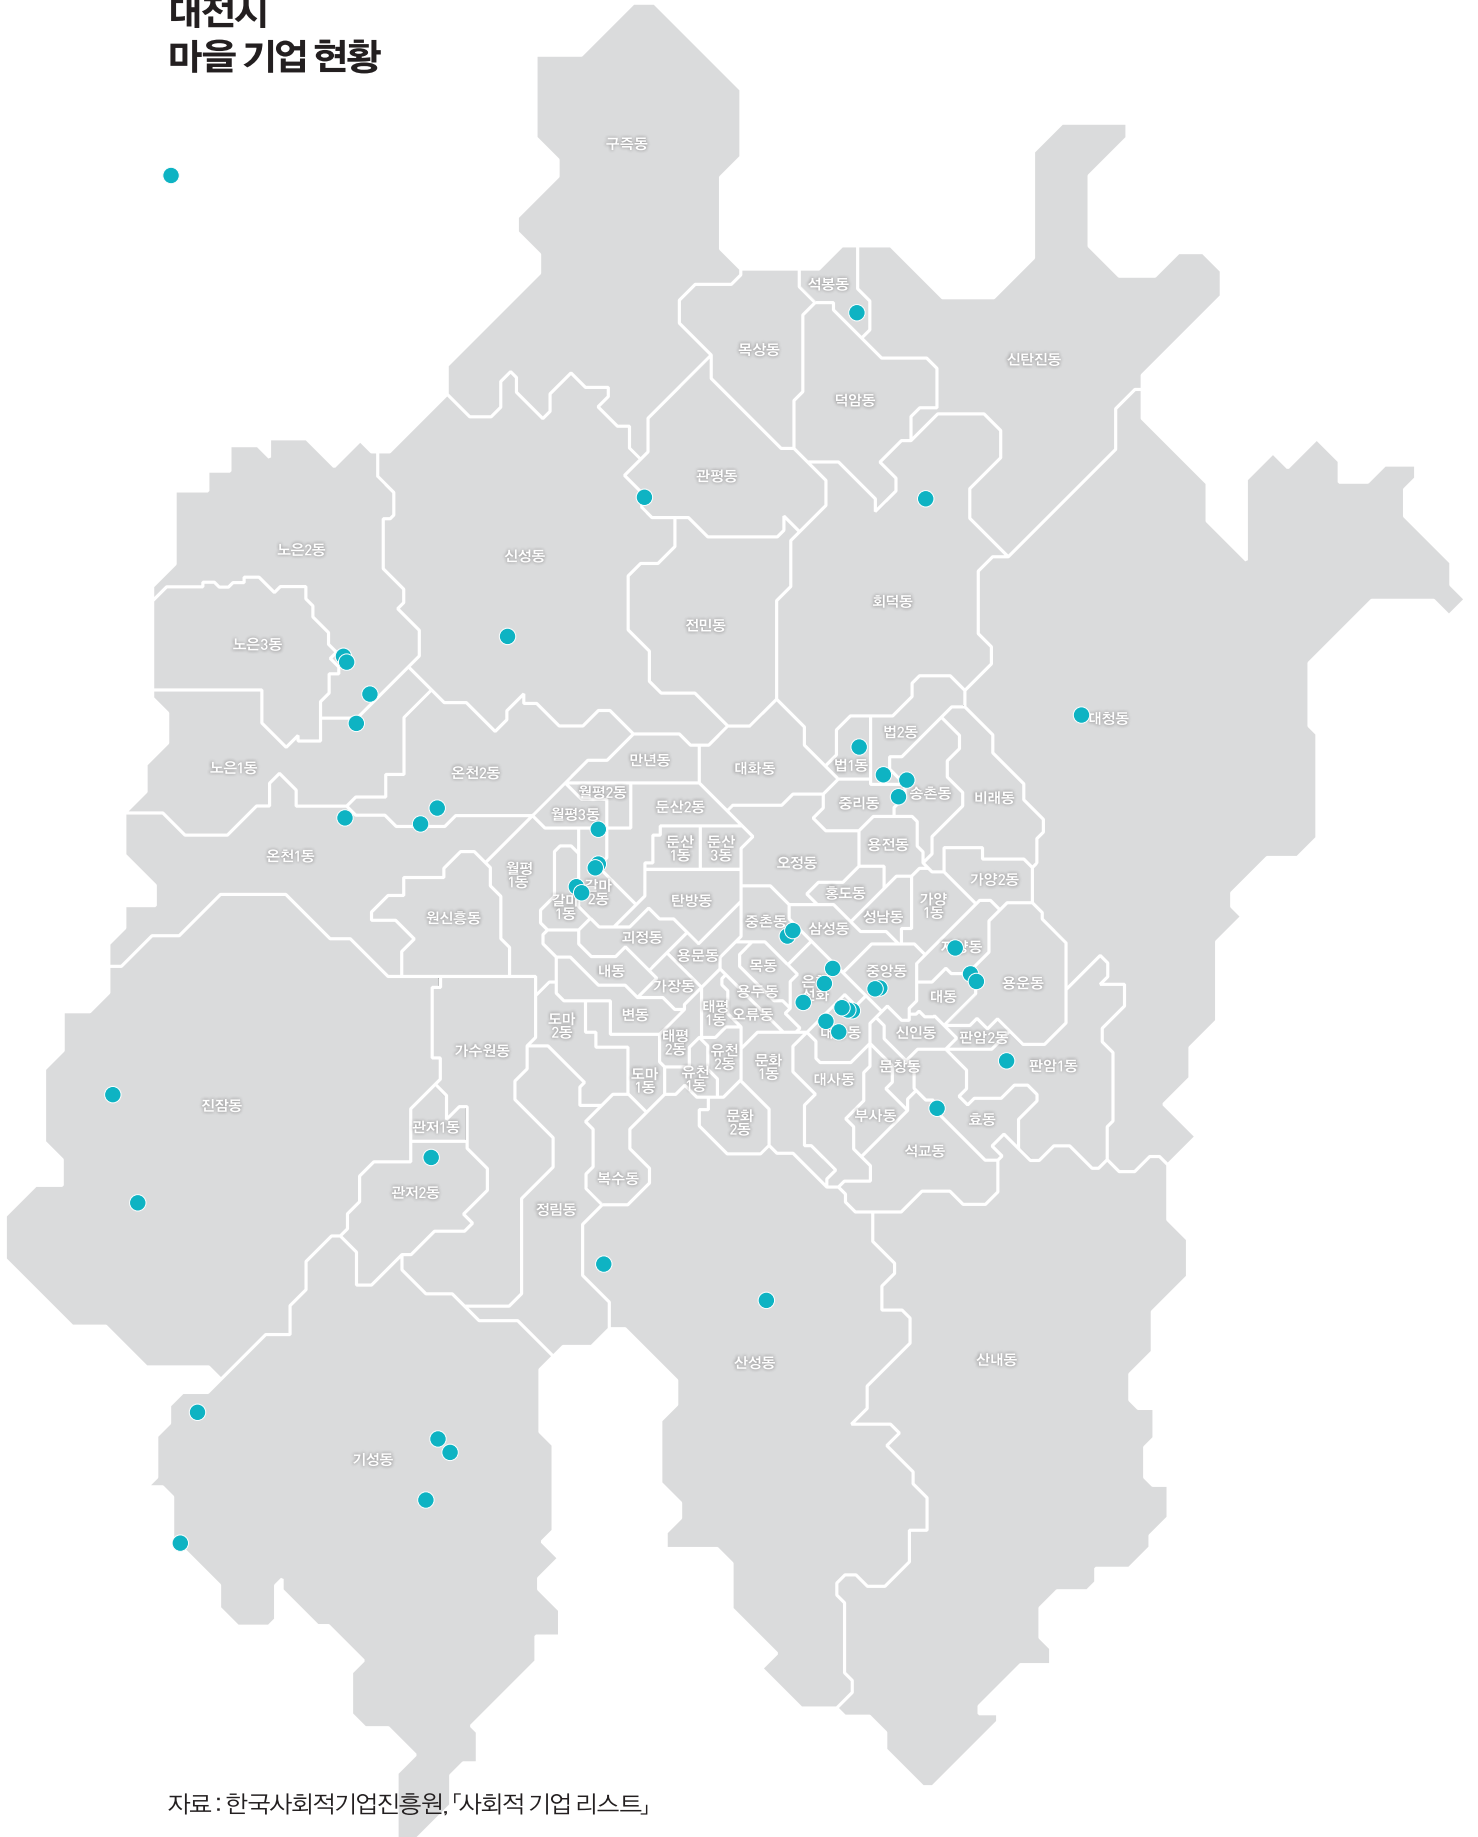 대전시
마을 기업 현황
구즉동
석봉동
목상동
신탄진동
덕암동
관평동
노은2동
신성동
회덕동
전민동
노은3동
대청동
법2동
만년동
법1동
노은1동
대화동
온천2동
월평2동
송촌동
비래동
중리동
둔산2동
월평3동
둔산
1동
둔산
3동
용전동
온천1동
오정동
월평
1동
가양2동
갈마
2동
홍도동
탄방동
가양
1동
갈마
1동
원신흥동
성남동
중촌동
삼성동
괴정동
용문동
목동
내동
중앙동
용운동
가장동
용두동
대동
태평
1동
오류동
변동
도마
2동
신인동
태평
2동
판암2동
가수원동
유천
2동
문화
1동
판암1동
문창동
도마
1동
유천
1동
대사동
진잠동
부사동
문화
2동
효동
관저1동
석교동
복수동
관저2동
정림동
산성동
산내동
기성동
자료 : 한국사회적기업진흥원, 「사회적 기업 리스트」